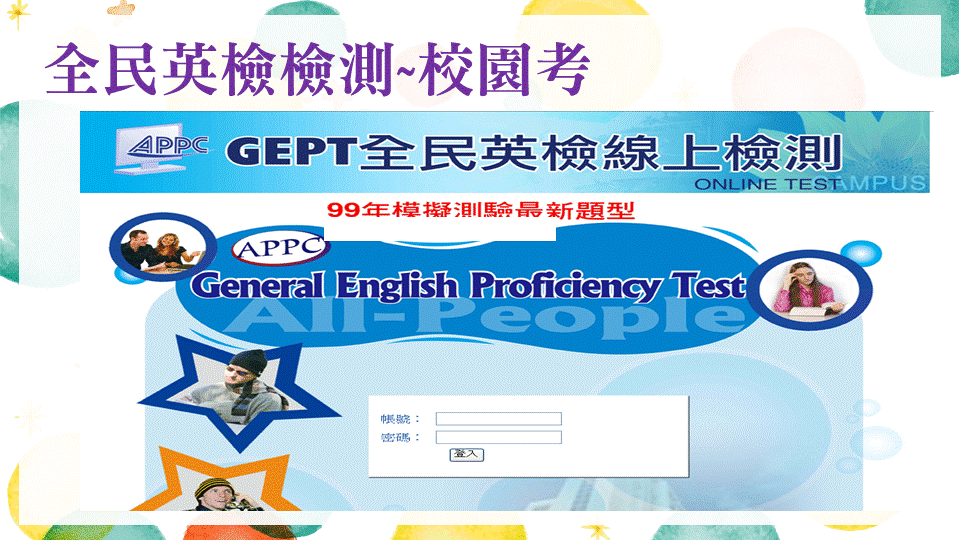 全民英檢檢測~校園考
APPC GEPT全民英檢線上檢測
ONLINE TEST AMPUS
99年模擬測驗最新題型
APPC
General English Proficiency Test
All-People
帳號：
密碼：
登入